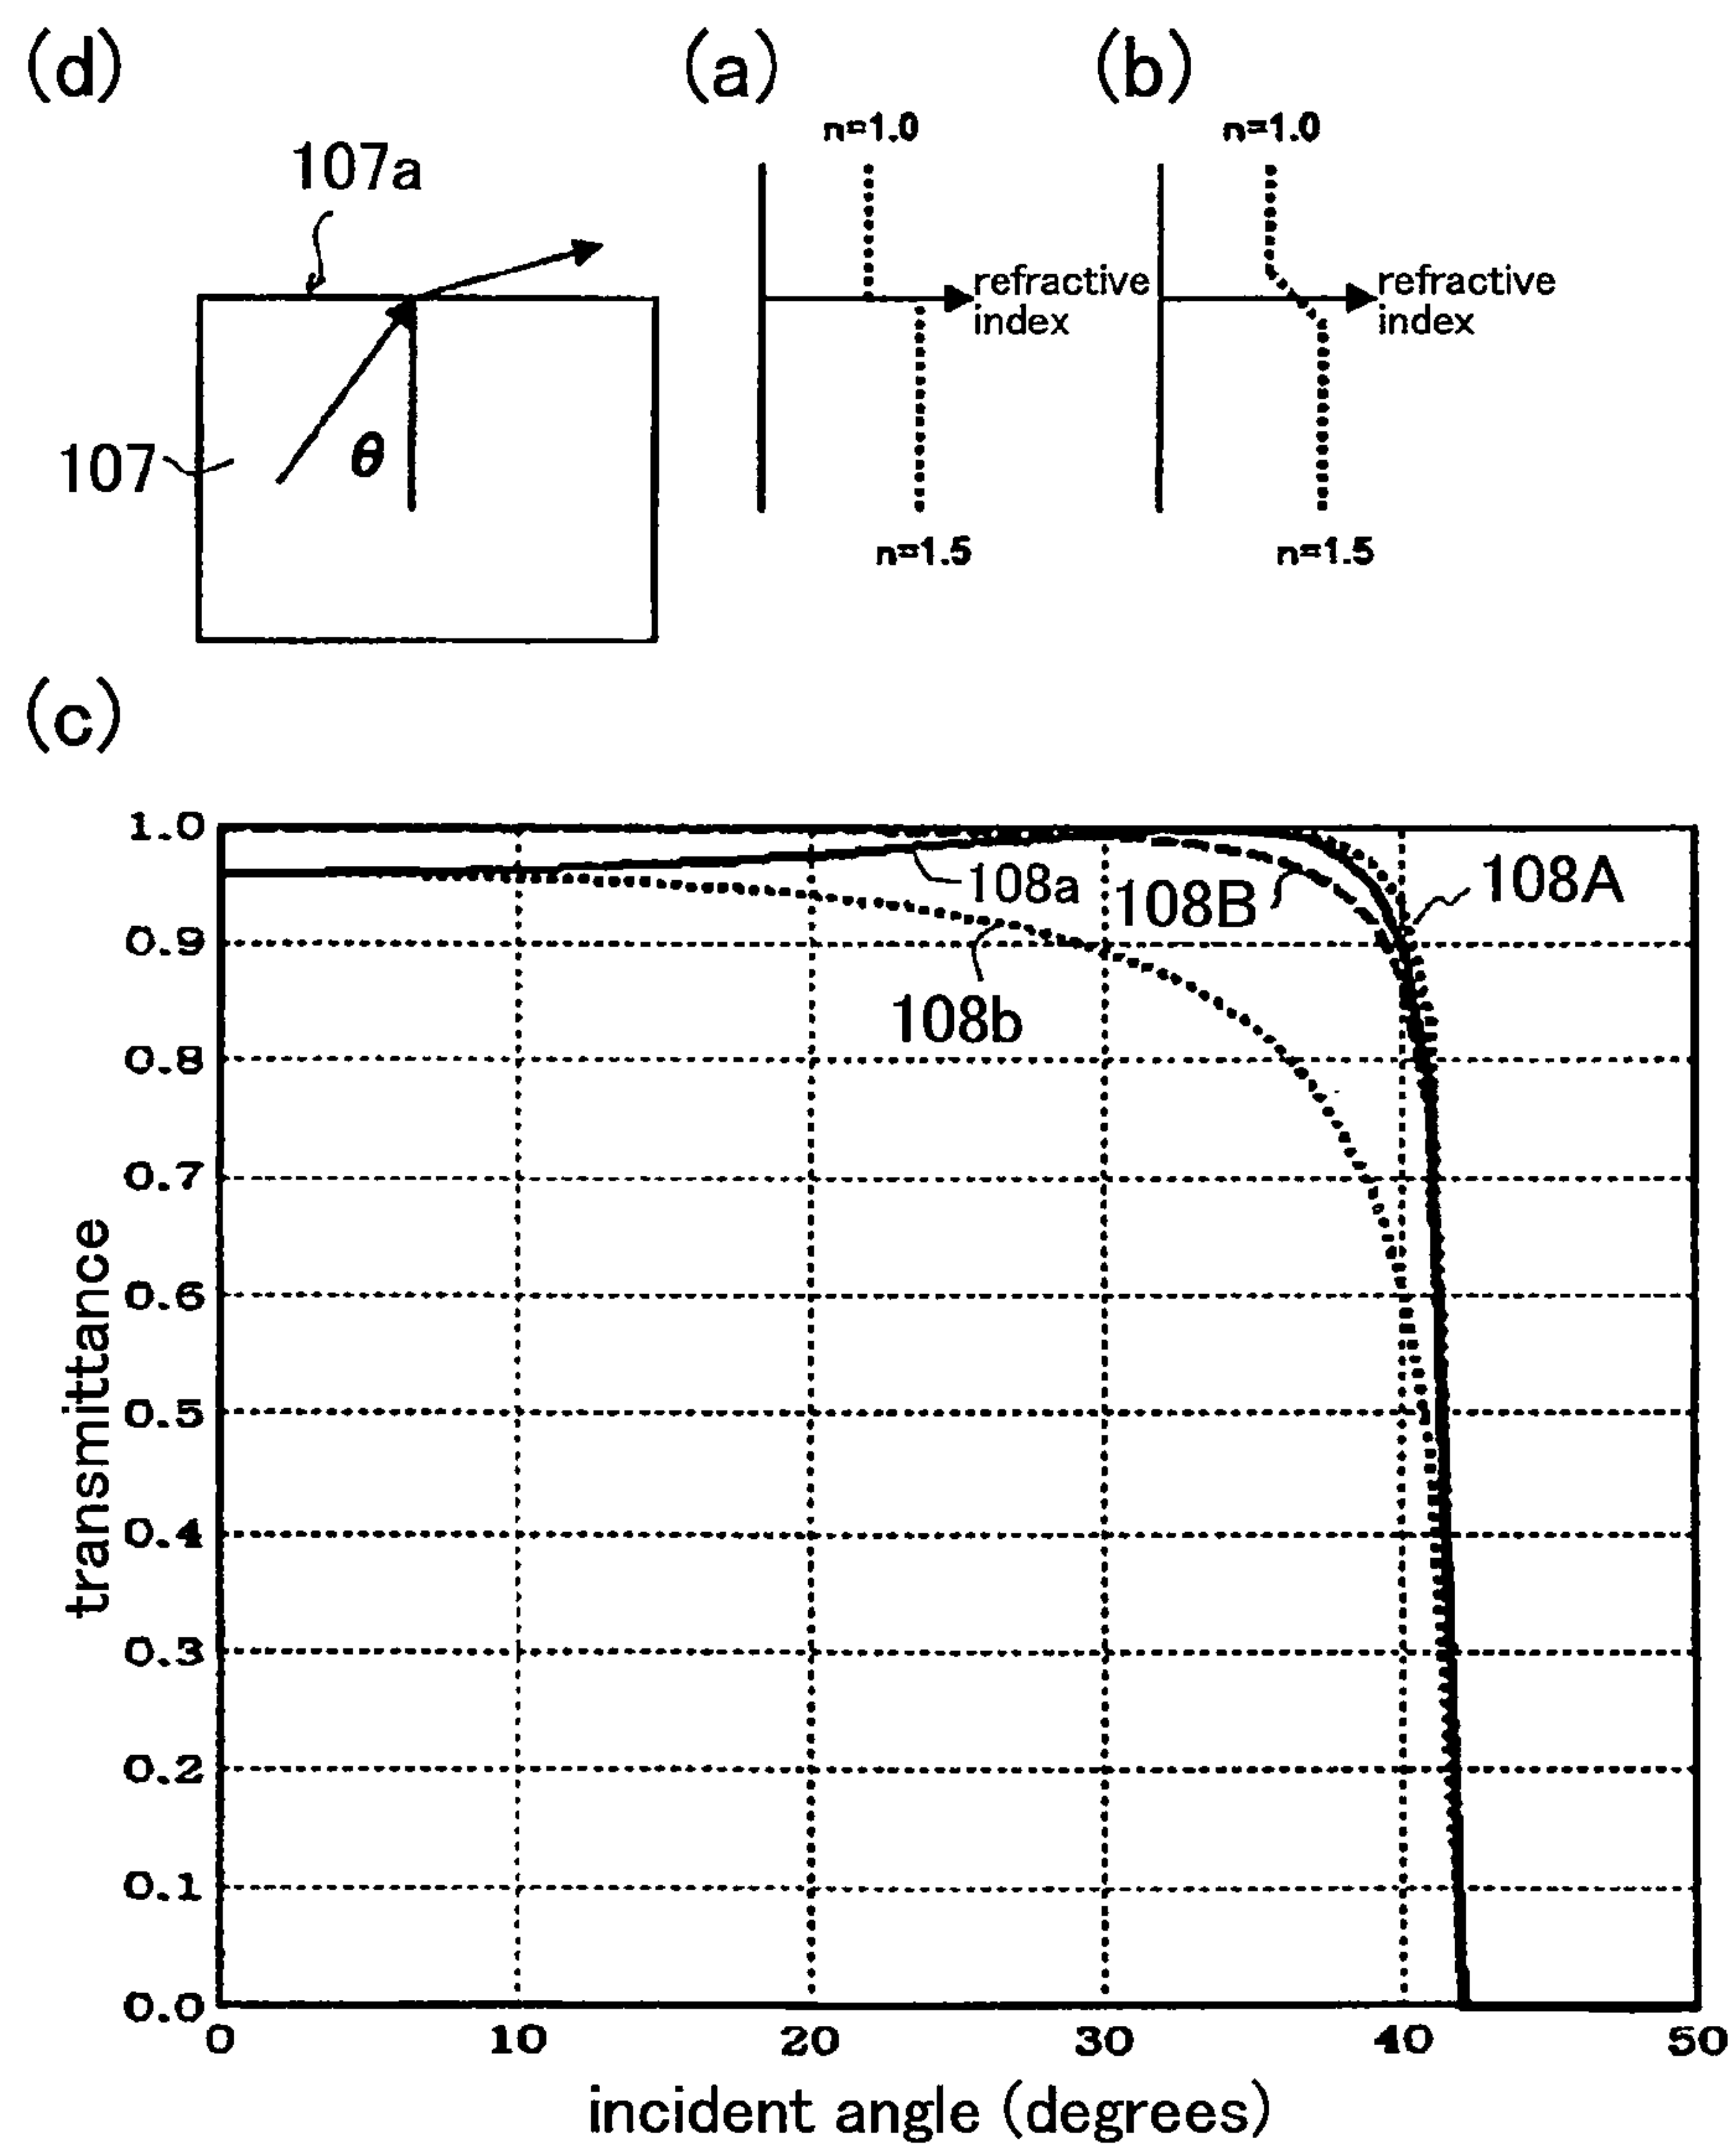 (d)
(a)
(b)
n=1.0
n=1.0
107a
refractive
index
refractive
index
θ
107
n=1.5
n=1.5
(c)
1.0
0.9
0.8
0.7
0.6
0.5
0.4
0.3
0.2
0.1
0.0
108a
108B
108A
108b
transmittance
0 10 20 30 40 50
incident angle (degrees)